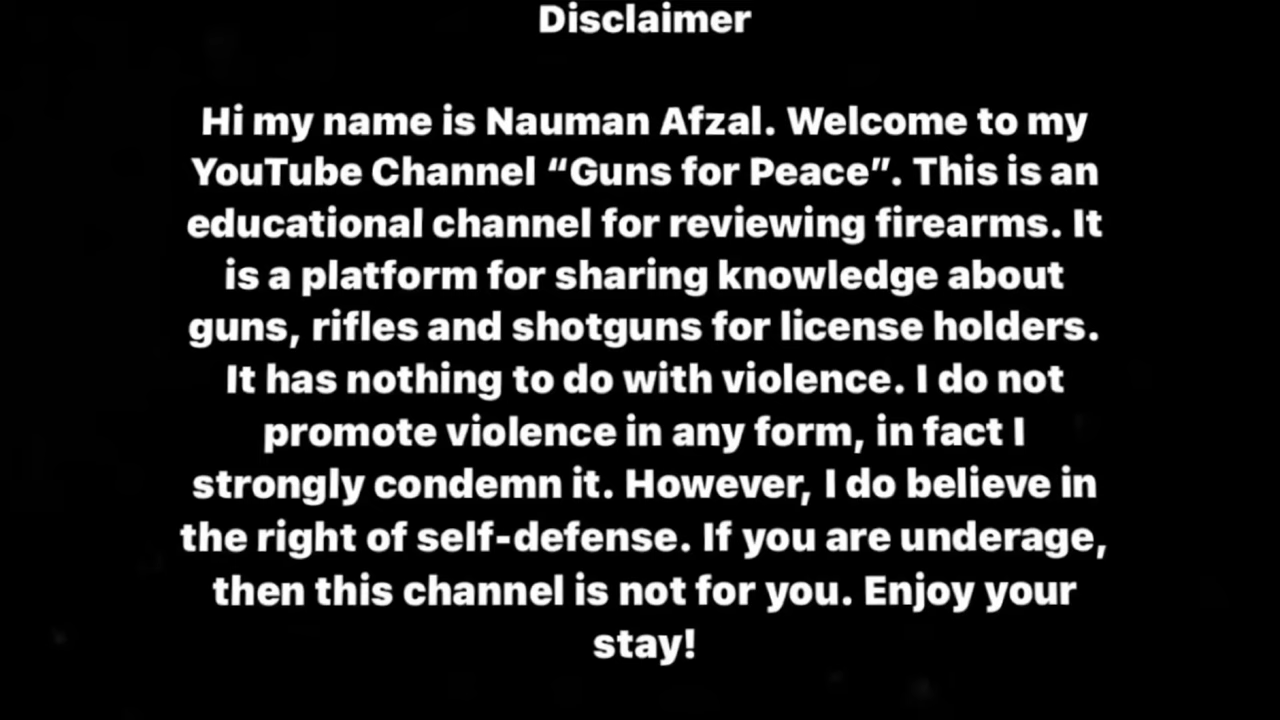 Disclaimer
Hi my name is Nauman Afzal. Welcome to my
YouTube Channel “Guns for Peace”. This is an
educational channel for reviewing firearms. It
is a platform for sharing knowledge about
guns, rifles and shotguns for license holders.
It has nothing to do with violence. I do not
promote violence in any form, in fact I
strongly condemn it. However, I do believe in
the right of self-defense. If you are underage,
then this channel is not for you. Enjoy your
stay!